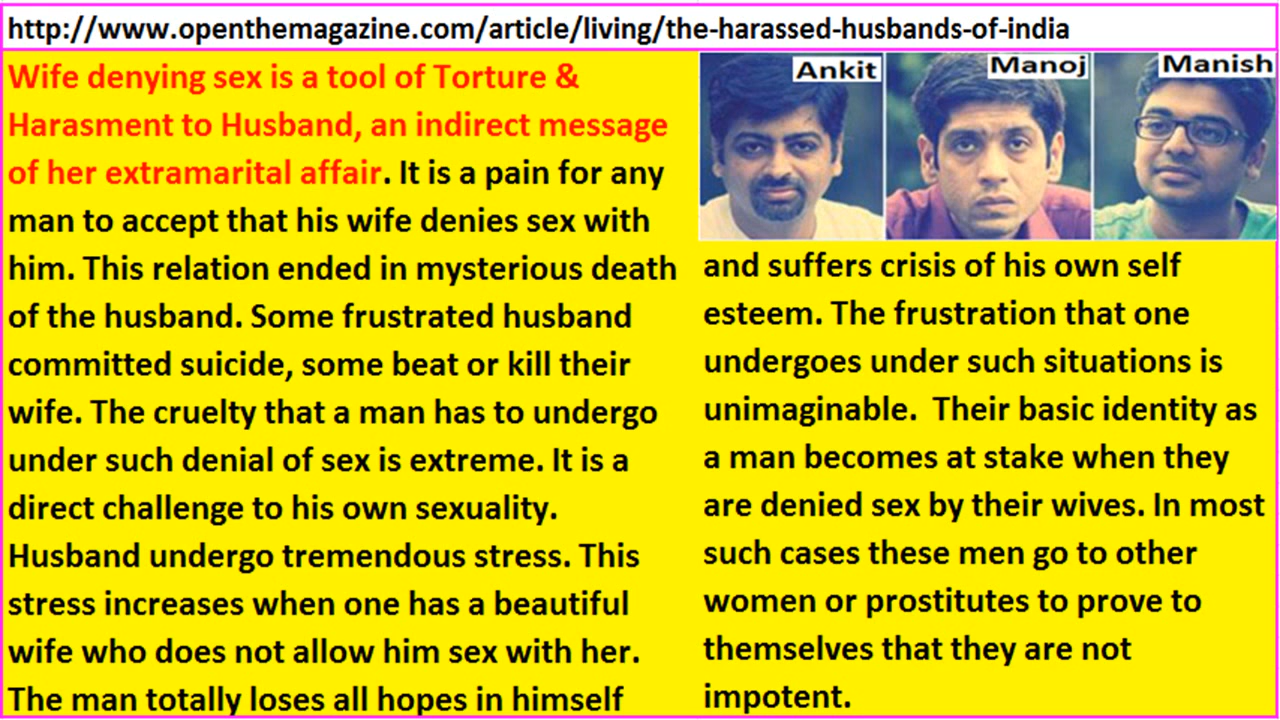 http://www.openthemagazine.com/article/living/the-harassed-husbands-of-india
Wife denying sex is a tool of Torture &
Harasment to Husband, an indirect message
of her extramarital affair. It is a pain for any
man to accept that his wife denies sex with
him. This relation ended in mysterious death
of the husband. Some frustrated husband
committed suicide, some beat or kill their
wife. The cruelty that a man has to undergo
under such denial of sex is extreme. It is a
direct challenge to his own sexuality.
Husband undergo tremendous stress. This
stress increases when one has a beautiful
wife who does not allow him sex with her.
The man totally loses all hopes in himself
Ankit
Manoj
Manish
and suffers crisis of his own self
esteem. The frustration that one
undergoes under such situations is
unimaginable.  Their basic identity as
a man becomes at stake when they
are denied sex by their wives. In most
such cases these men go to other
women or prostitutes to prove to
themselves that they are not
impotent.